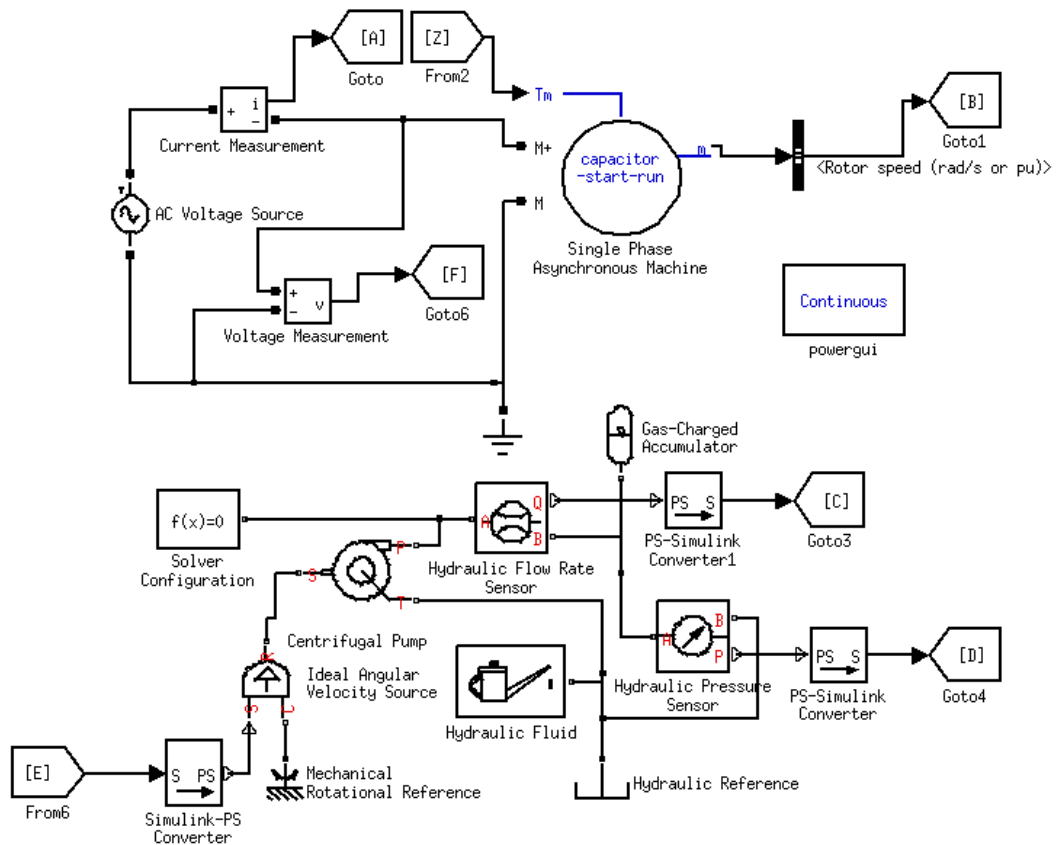 [A]
[Z]
Goto
From2
Tm
i
+
-
Current Measurement
M+
capacitor
-start-run
m
[B]
Goto1
<Rotor speed (rad/s or pu)>
M
AC Voltage Source
Single Phase
Asynchronous Machine
[F]
Goto6
+
-
v
Voltage Measurement
Continuous
powergui
Gas-Charged
Accumulator
f(x)=0
Solver
Configuration
A
Q
B
Hydraulic Flow Rate
Sensor
PS S
PS-Simulink
Converter1
[C]
Goto3
P
S
T
Centrifugal Pump
R
Ideal Angular
Velocity Source
S
C
A
B
P
Hydraulic Pressure
Sensor
PS S
PS-Simulink
Converter
[D]
Goto4
Hydraulic Fluid
[E]
From6
S PS
Simulink-PS
Converter
Mechanical
Rotational Reference
Hydraulic Reference